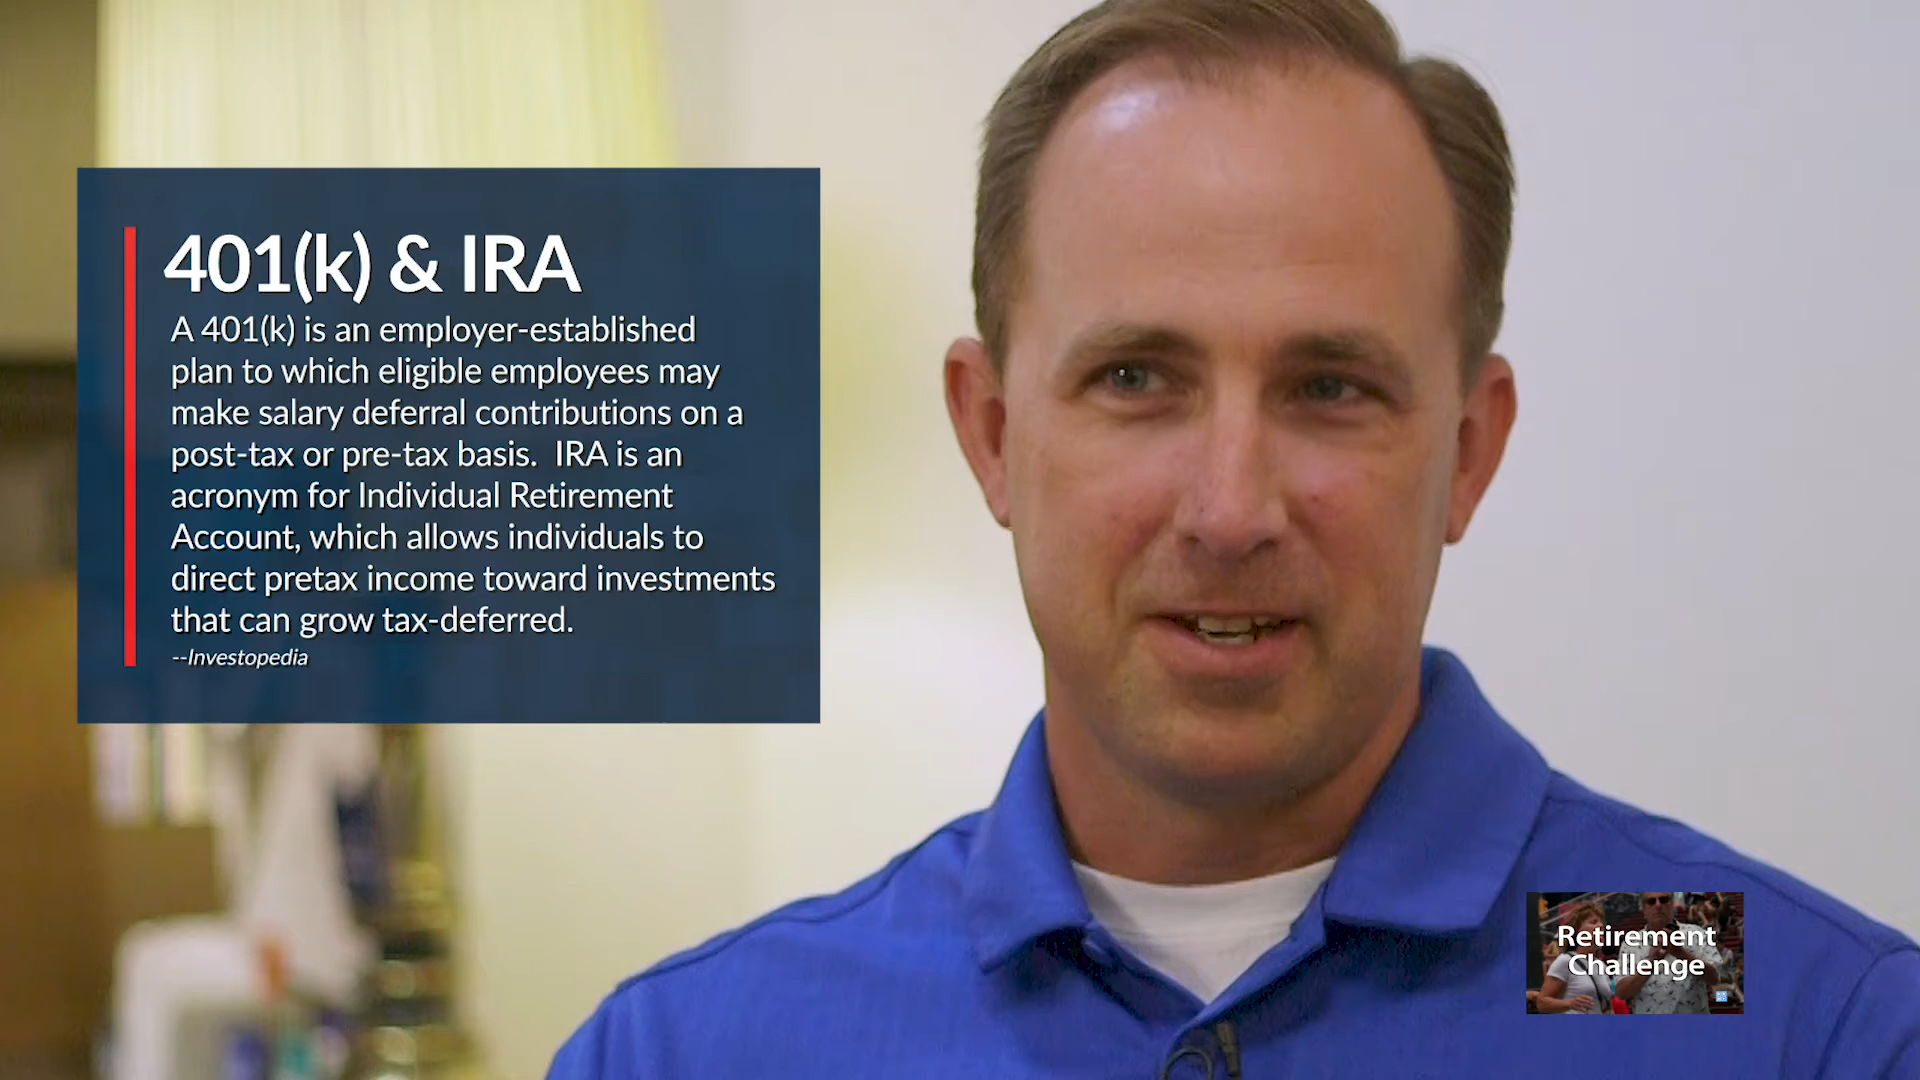 401(k) & IRA
A 401(k) is an employer-established
plan to which eligible employees may
make salary deferral contributions on a
post-tax or pre-tax basis.  IRA is an
acronym for Individual Retirement
Account, which allows individuals to
direct pretax income toward investments
that can grow tax-deferred.
--Investopedia
Retirement
Challenge